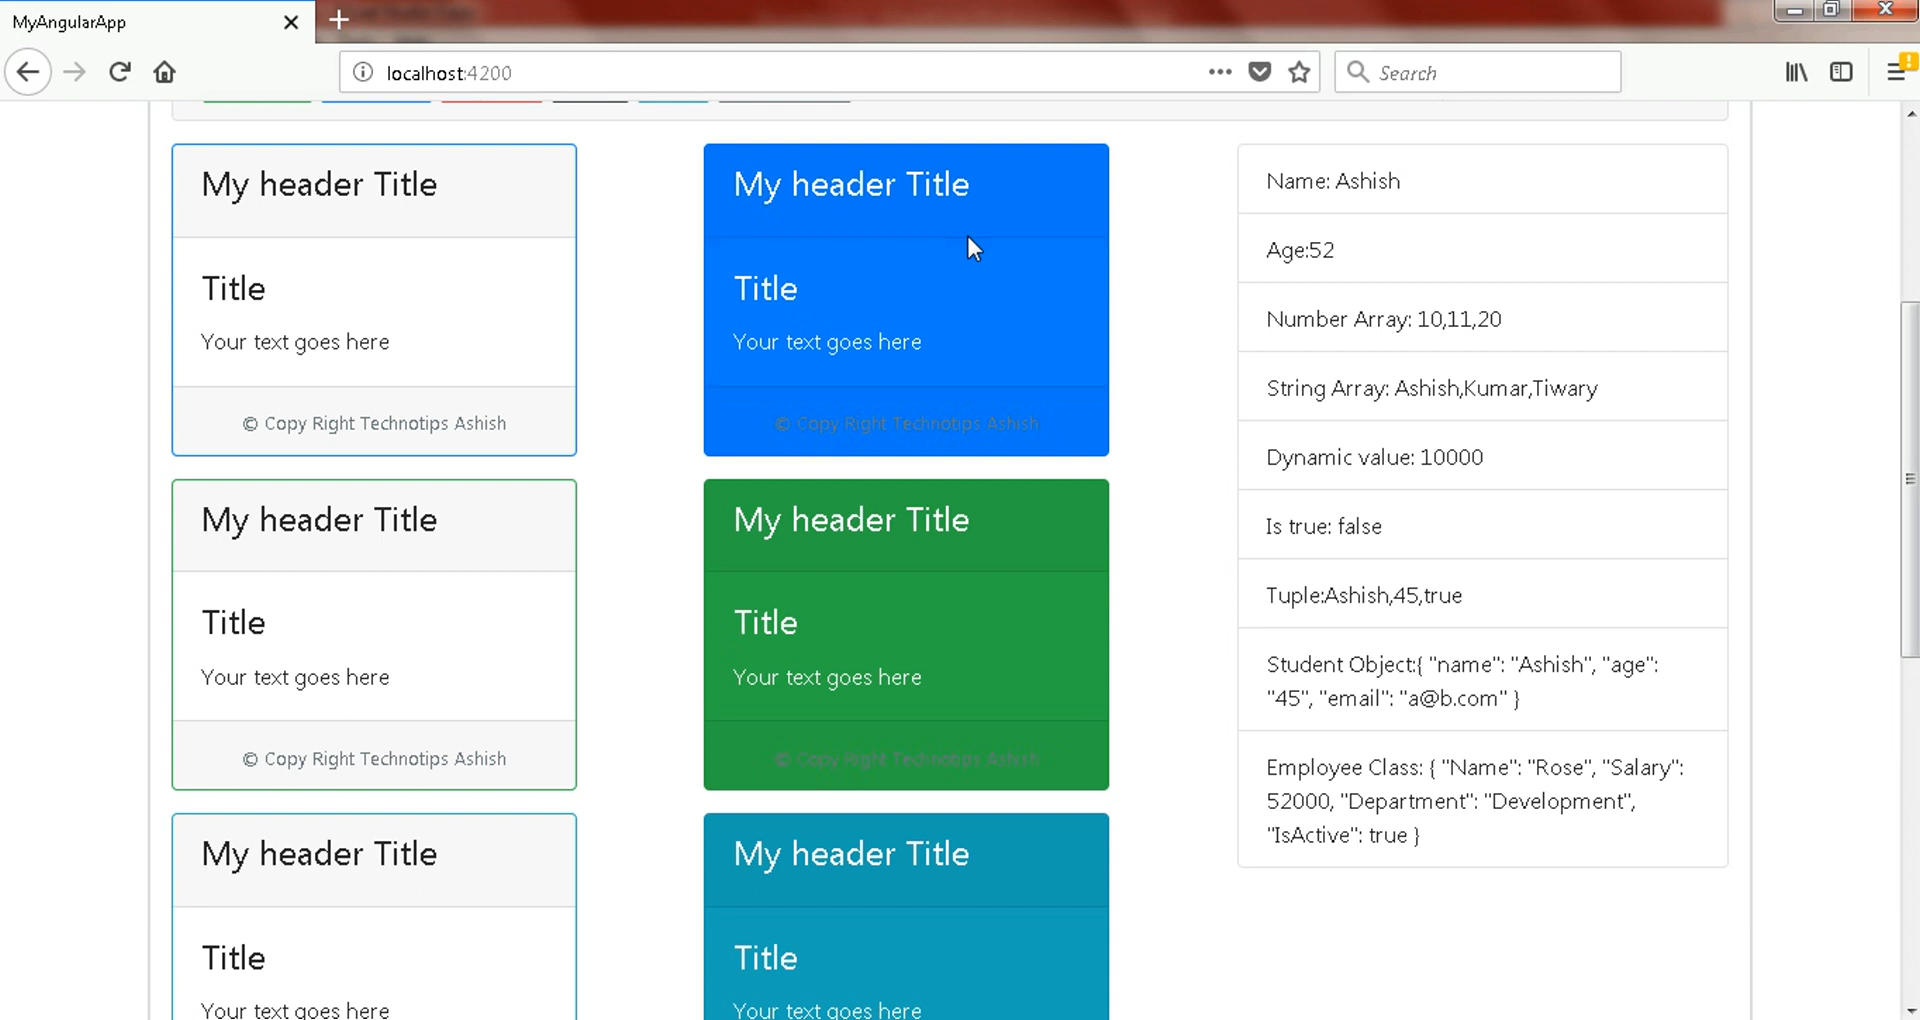 MyAngularApp
localhost:4200
Search
My header Title
Title
Your text goes here
© Copy Right Technotips Ashish
My header Title
Title
Your text goes here
© Copy Right Technotips Ashish
My header Title
Title
Your text goes here
My header Title
Title
Your text goes here
© Copy Right Technotips Ashish
My header Title
Title
Your text goes here
© Copy Right Technotips Ashish
My header Title
Title
Your text goes here
Name: Ashish
Age:52
Number Array: 10,11,20
String Array: Ashish,Kumar,Tiwary
Dynamic value: 10000
Is true: false
Tuple:Ashish,45,true
Student Object:{ "name": "Ashish", "age":
"45", "email": "a@b.com" }
Employee Class: { "Name": "Rose", "Salary":
52000, "Department": "Development",
"IsActive": true }